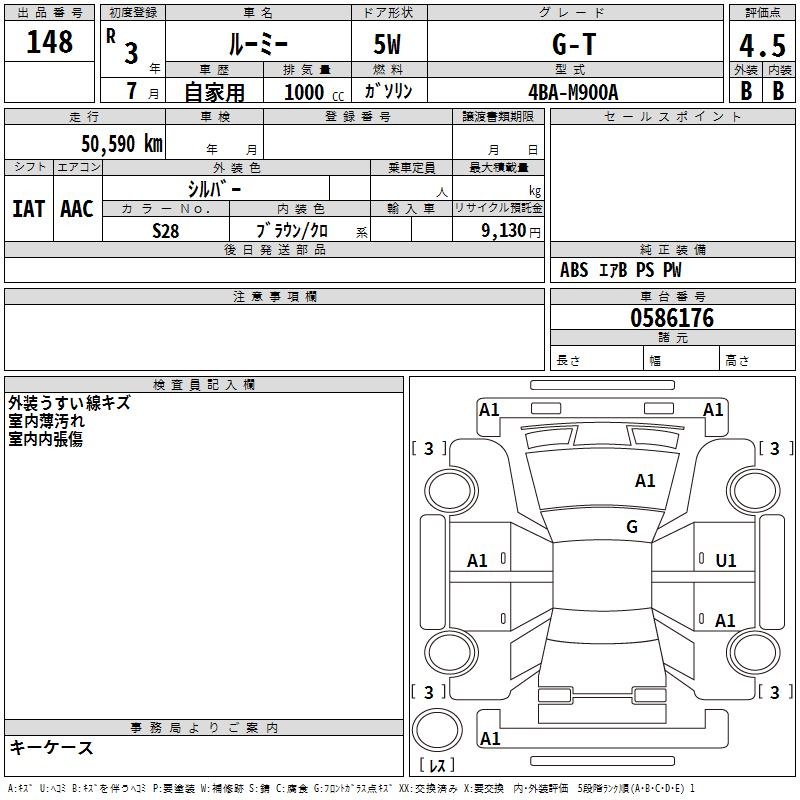 出品番号 初度登録 車名 ドア形状 グレード 評価点
148 R 3 年 ルーミー 5W G-T 4.5
車歴 排気量 燃料 型式 外装 内装
7 月 自家用 1000 CC ガソリン 4BA-M900A B B
走行 車検 登録番号 譲渡書類期限 セールスポイント
50,590 km 年 月 月 日
シフト エアコン 外装色 乗車定員 最大積載量
IAT AAC シルバー 人 kg
カラーNo. 内装色 輸入車 リサイクル預託金
S28 ブラウン/クロ 系 9,130 円
後日発送部品 純正装備
ABS エアB PS PW
注意事項欄 車台番号
0586176
諸元
長さ 幅 高さ
検査員記入欄
外装うすい線キズ
室内薄汚れ
室内内張傷
A1 A1
[ 3 ] [ 3 ]
A1
G
A1 U1
A1
[ 3 ] [ 3 ]
A1
[ レス ]
事務局よりご案内
キーケース
A:キズ U:ヘコミ B:キズを伴うヘコミ P:要塗装 W:補修跡 S:錆 C:腐食 G:フロントガラス点キズ XX:交換済み X:要交換 内・外装評価 5段階ランク順(A・B・C・D・E) 1